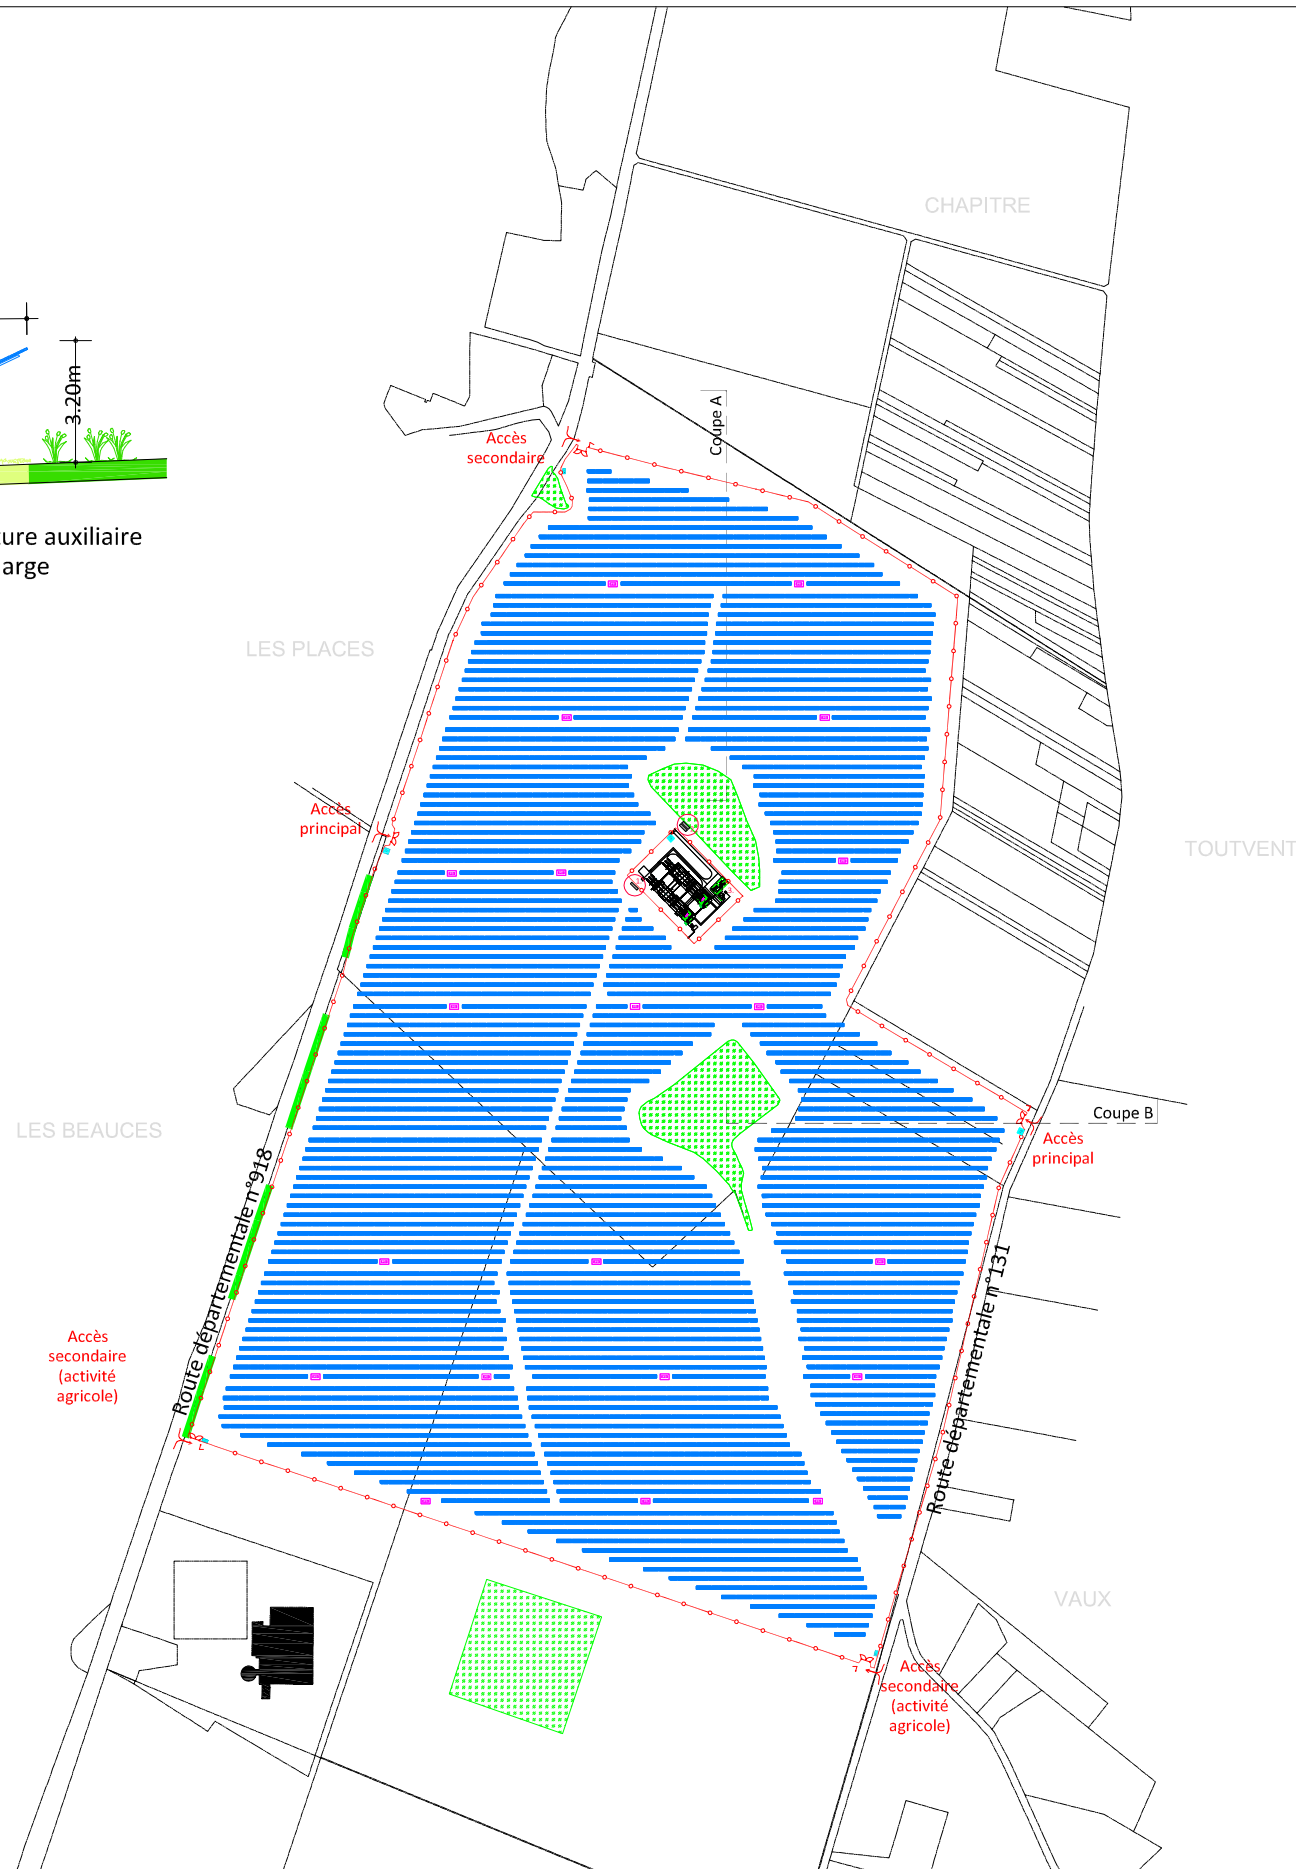 CHAPITRE
3.20m
Coupe A
Accès
secondaire
ture auxiliaire
arge
LES PLACES
Accès
principal
TOUTVENT
Coupe B
LES BEAUCES
Accès
principal
Route départementale n°918
Route départementale n°131
Accès
secondaire
(activité
agricole)
VAUX
Accès
secondaire
(activité
agricole)